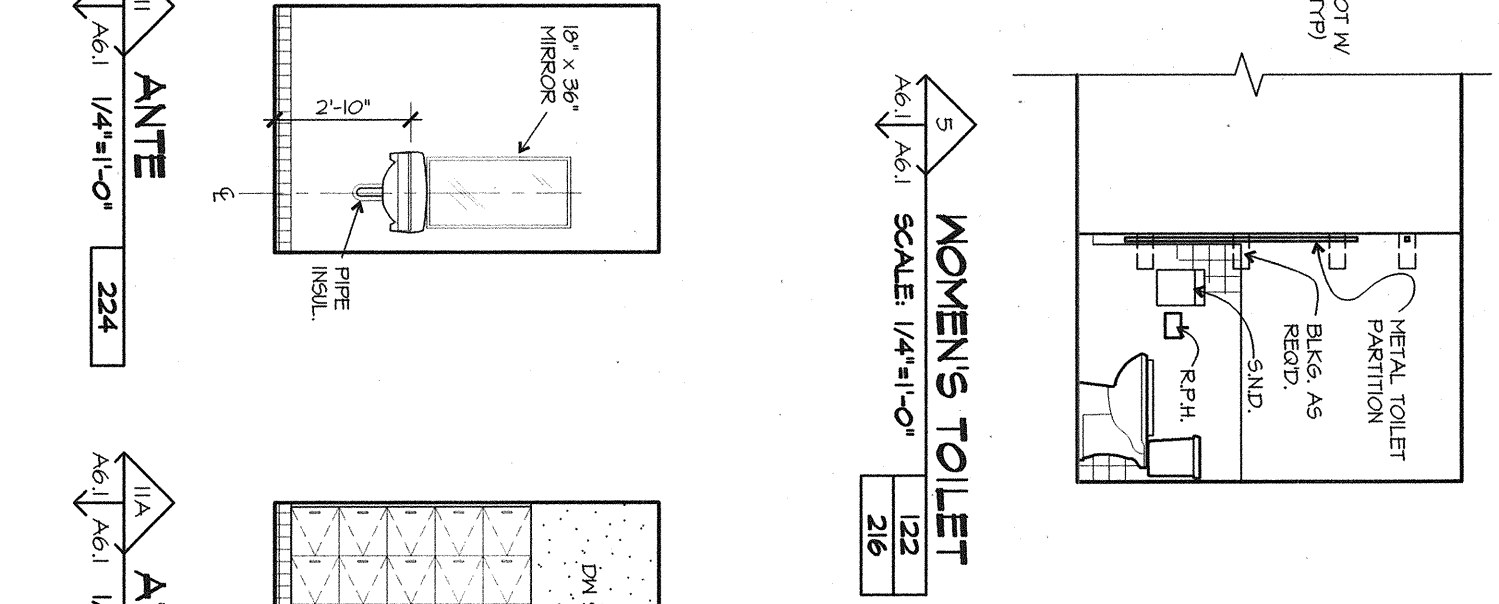 OT W/
TYP)
METAL TOILET
PARTITION
BLKG. AS
REQ'D.
S.N.D.
R.P.H.
5
A6.1
A6.1
WOMEN'S TOILET
SCALE: 1/4"=1'-0"
122
216
18" x 36"
MIRROR
2'-10"
PIPE
INSUL.
℄
11
A6.1
ANTE
1/4"=1'-0"
224
DW
11A
A6.1
A6.1